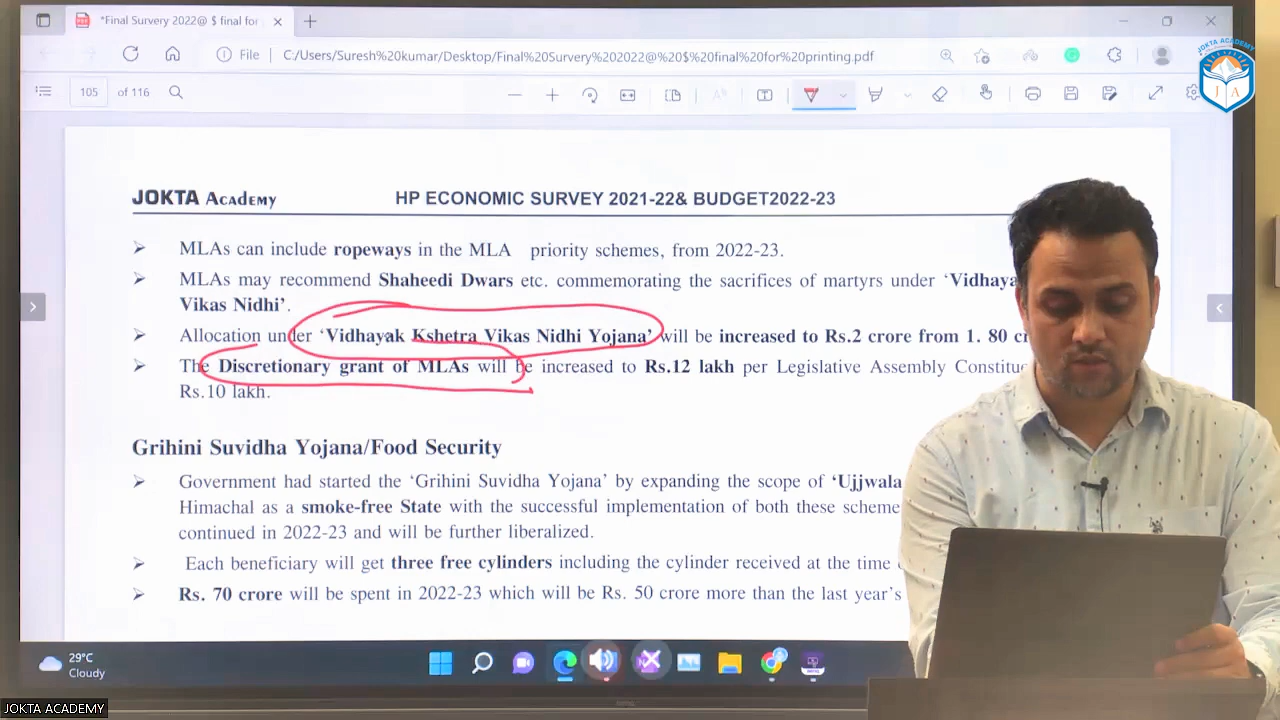 *Final Survery 2022@ $ final for
File
C:/Users/Suresh%20kumar/Desktop/Final%20Survery%202022@%20$%20final%20for%20printing.pdf
JOKTA ACADEMY
J A
105 of 116
JOKTA ACADEMY HP ECONOMIC SURVEY 2021-22& BUDGET2022-23
➢ MLAs can include ropeways in the MLA priority schemes, from 2022-23.
➢ MLAs may recommend Shaheedi Dwars etc. commemorating the sacrifices of martyrs under ‘Vidhaya
Vikas Nidhi’.
➢ Allocation under ‘Vidhayak Kshetra Vikas Nidhi Yojana’ will be increased to Rs.2 crore from 1. 80 cr
➢ The Discretionary grant of MLAs will be increased to Rs.12 lakh per Legislative Assembly Constitue
Rs.10 lakh.
Grihini Suvidha Yojana/Food Security
➢ Government had started the ‘Grihini Suvidha Yojana’ by expanding the scope of ‘Ujjwala
Himachal as a smoke-free State with the successful implementation of both these scheme
continued in 2022-23 and will be further liberalized.
➢ Each beneficiary will get three free cylinders including the cylinder received at the time
➢ Rs. 70 crore will be spent in 2022-23 which will be Rs. 50 crore more than the last year’s
29°C
Cloudy
JOKTA ACADEMY